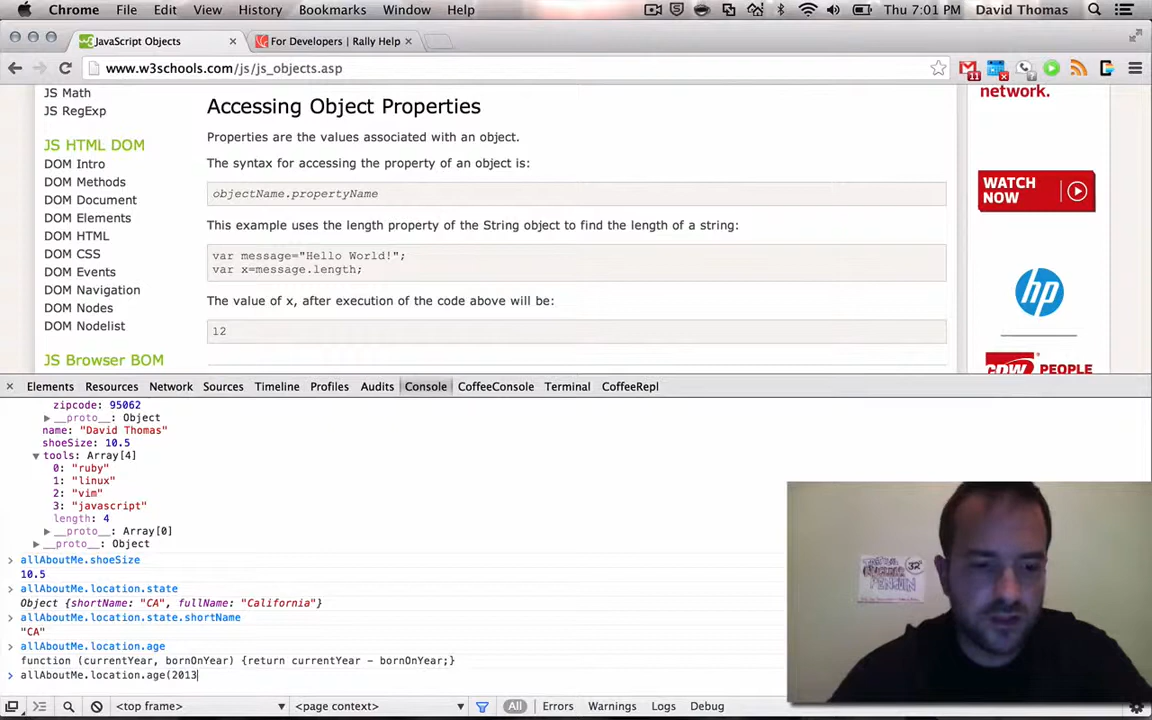 Chrome File Edit View History Bookmarks Window Help Thu 7:01 PM David Thomas
JavaScript Objects For Developers | Rally Help
www.w3schools.com/js/js_objects.asp
11
JS Math
JS RegExp
JS HTML DOM
DOM Intro
DOM Methods
DOM Document
DOM Elements
DOM HTML
DOM CSS
DOM Events
DOM Navigation
DOM Nodes
DOM Nodelist
JS Browser BOM
Accessing Object Properties
Properties are the values associated with an object.
The syntax for accessing the property of an object is:
objectName.propertyName
This example uses the length property of the String object to find the length of a string:
var message="Hello World!";
var x=message.length;
The value of x, after execution of the code above will be:
12
network.
WATCH
NOW
hp
PEOPLE
Elements Resources Network Sources Timeline Profiles Audits Console CoffeeConsole Terminal CoffeeRepl
zipcode: 95062
__proto__: Object
name: "David Thomas"
shoeSize: 10.5
tools: Array[4]
0: "ruby"
1: "linux"
2: "vim"
3: "javascript"
length: 4
__proto__: Array[0]
__proto__: Object
> allAboutMe.shoeSize
10.5
> allAboutMe.location.state
Object {shortName: "CA", fullName: "California"}
> allAboutMe.location.state.shortName
"CA"
> allAboutMe.location.age
function (currentYear, bornOnYear) {return currentYear - bornOnYear;}
> allAboutMe.location.age(2013
<top frame> <page context> All Errors Warnings Logs Debug